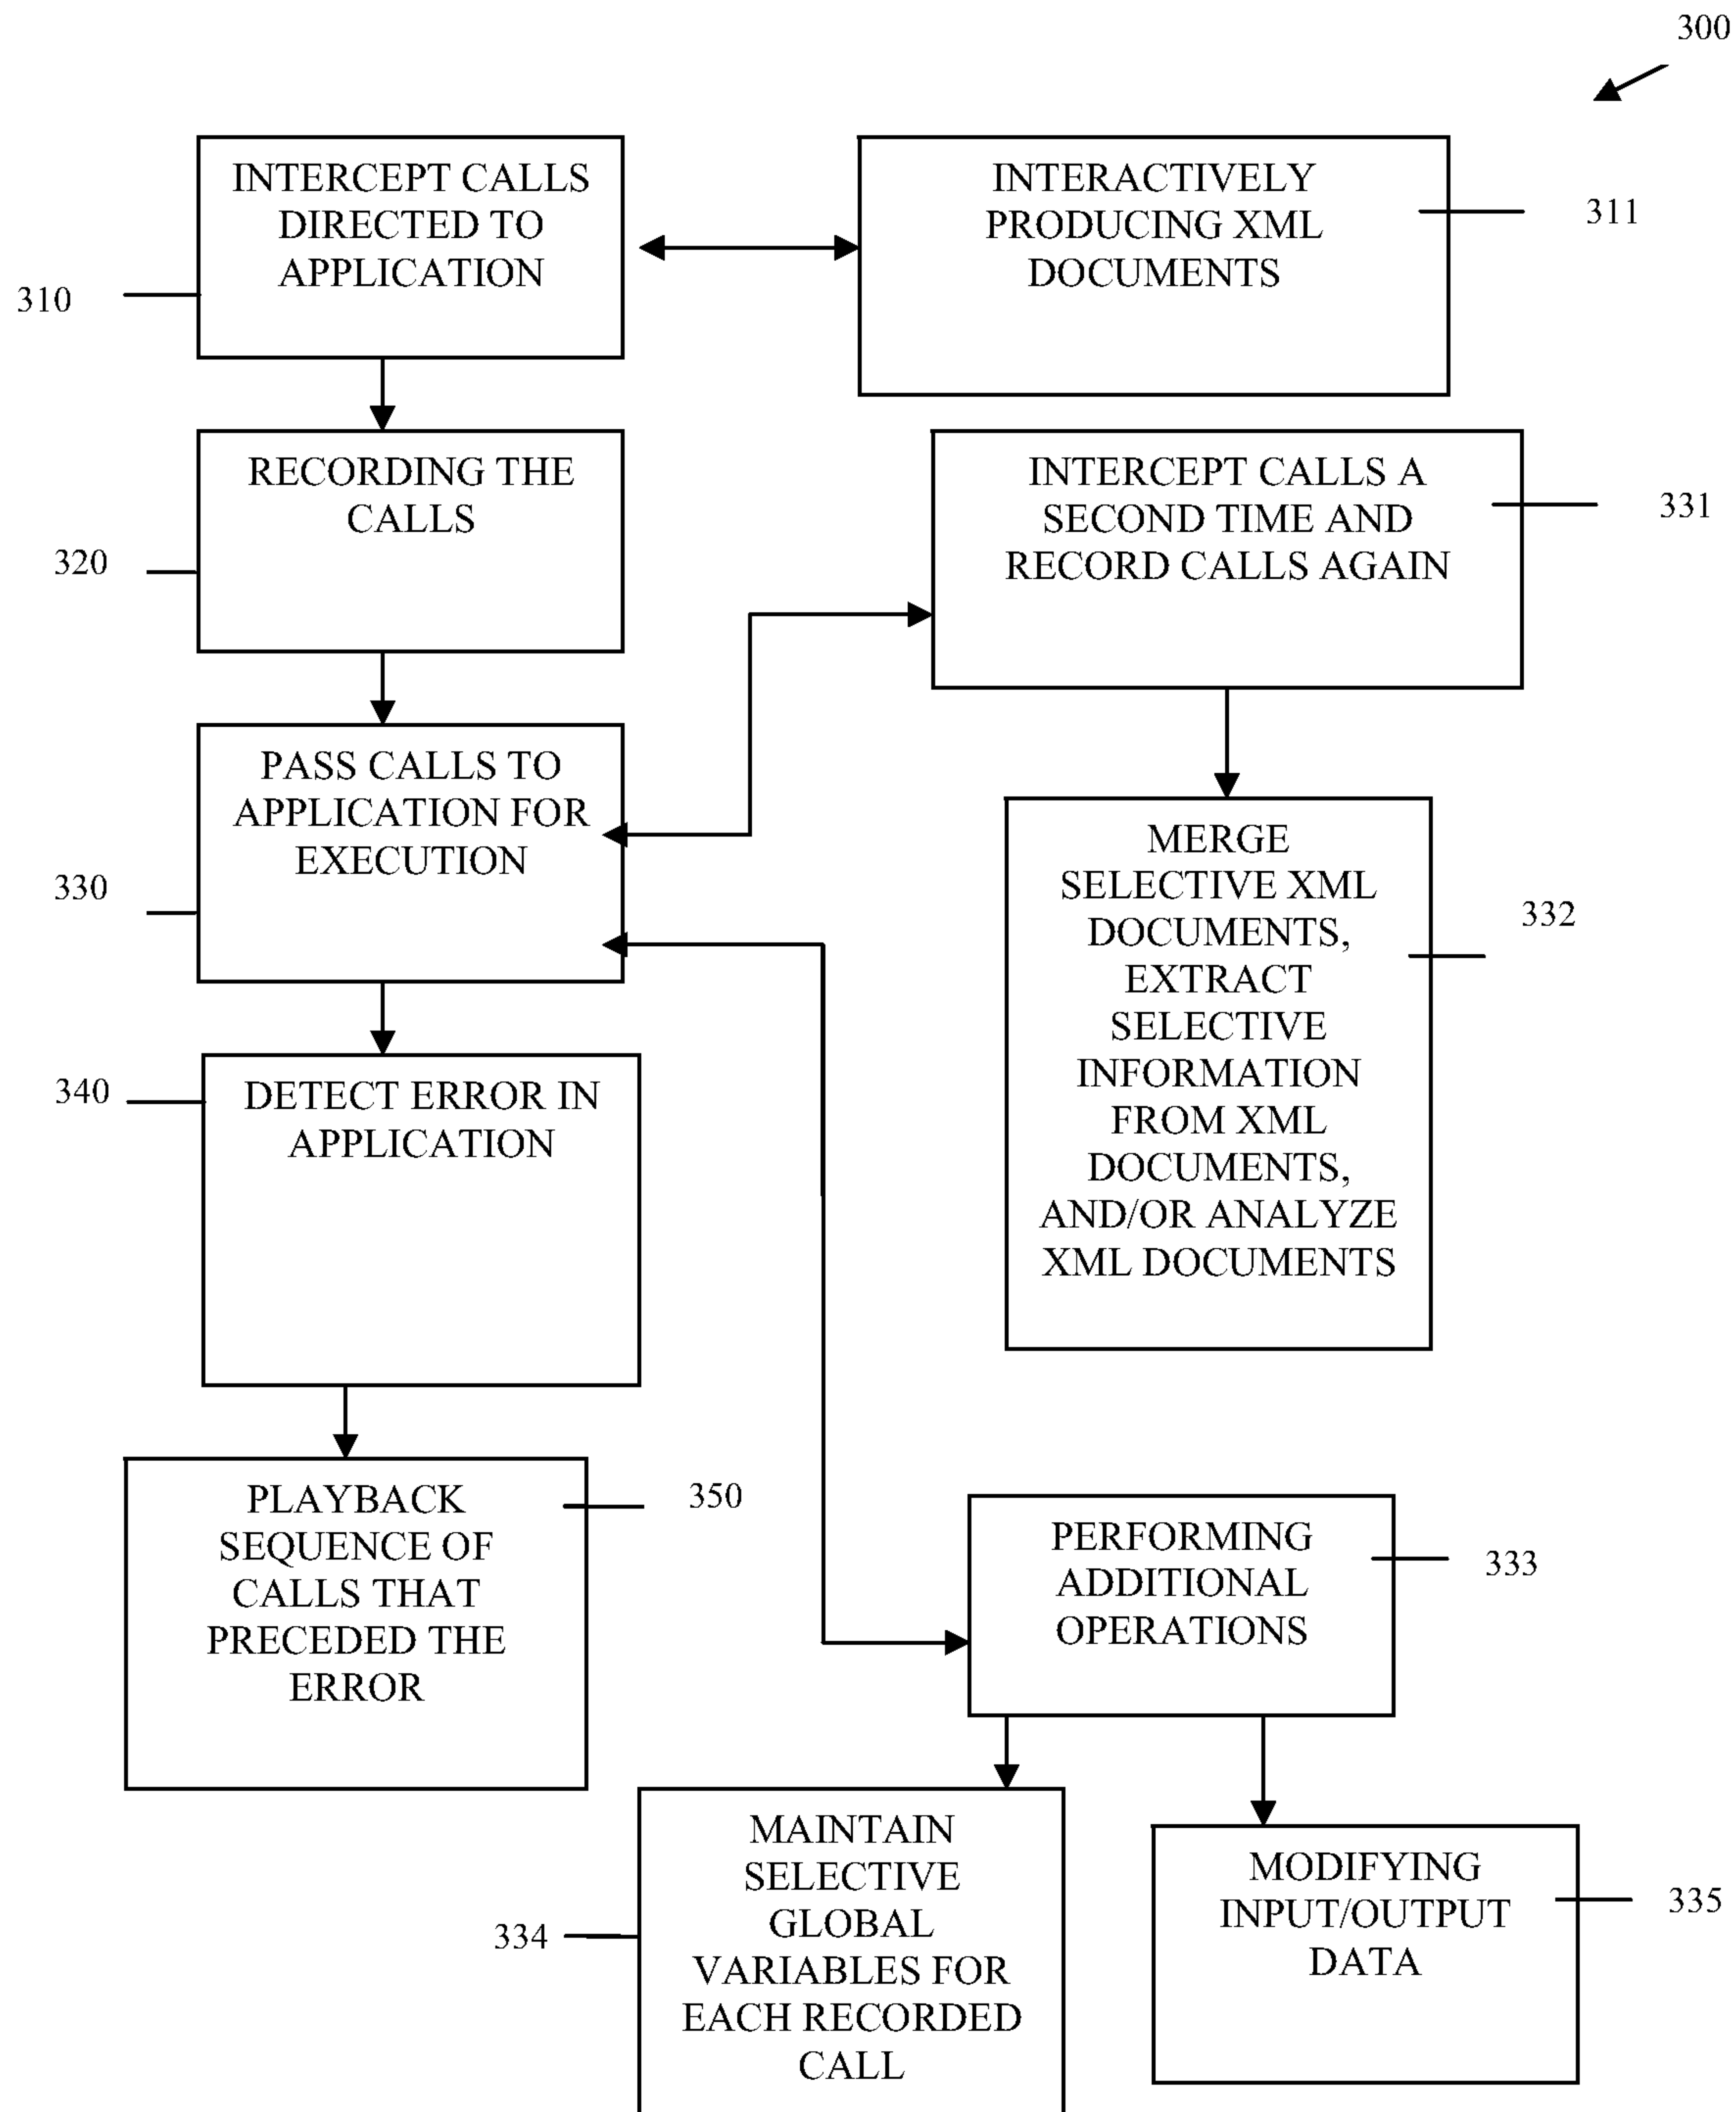 300
INTERCEPT CALLS
DIRECTED TO
APPLICATION
310
INTERACTIVELY
PRODUCING XML
DOCUMENTS
311
RECORDING THE
CALLS
320
INTERCEPT CALLS A
SECOND TIME AND
RECORD CALLS AGAIN
331
PASS CALLS TO
APPLICATION FOR
EXECUTION
330
MERGE
SELECTIVE XML
DOCUMENTS,
EXTRACT
SELECTIVE
INFORMATION
FROM XML
DOCUMENTS,
AND/OR ANALYZE
XML DOCUMENTS
332
340
DETECT ERROR IN
APPLICATION
PLAYBACK
SEQUENCE OF
CALLS THAT
PRECEDED THE
ERROR
350
PERFORMING
ADDITIONAL
OPERATIONS
333
334
MAINTAIN
SELECTIVE
GLOBAL
VARIABLES FOR
EACH RECORDED
CALL
MODIFYING
INPUT/OUTPUT
DATA
335